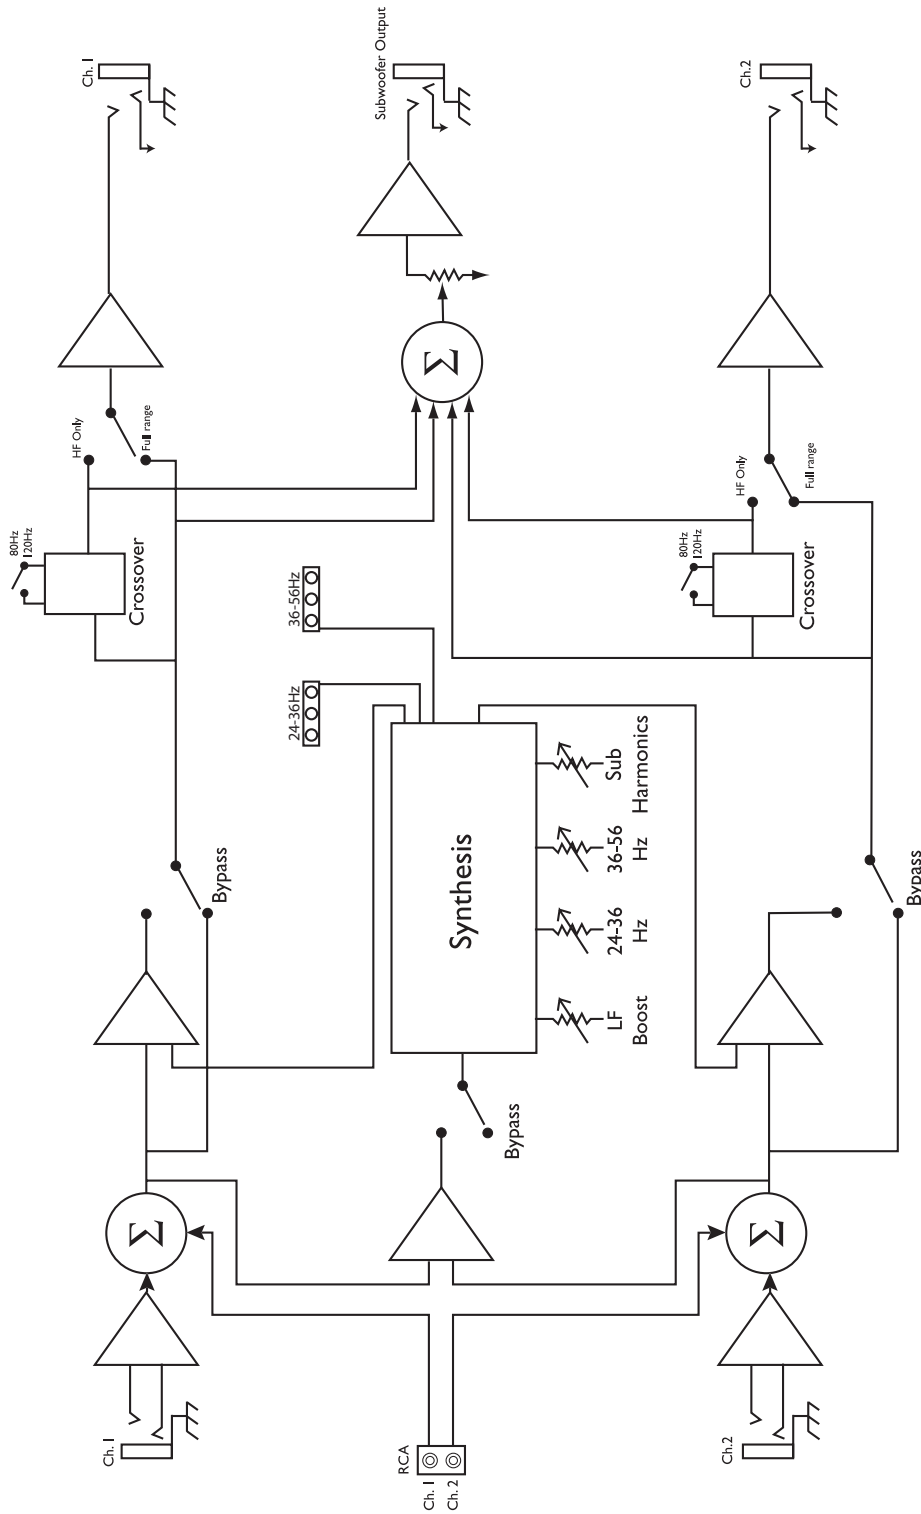 Ch. 1
Subwoofer Output
Ch.2
HF Only
Full range
Σ
HF Only
Full range
80Hz
120Hz
Crossover
80Hz
120Hz
Crossover
36-56Hz
24-36Hz
Synthesis
Sub
Harmonics
36-56
Hz
24-36
Hz
LF
Boost
Bypass
Bypass
Bypass
Σ
Σ
Ch. 1
RCA
Ch. 1
Ch. 2
Ch.2